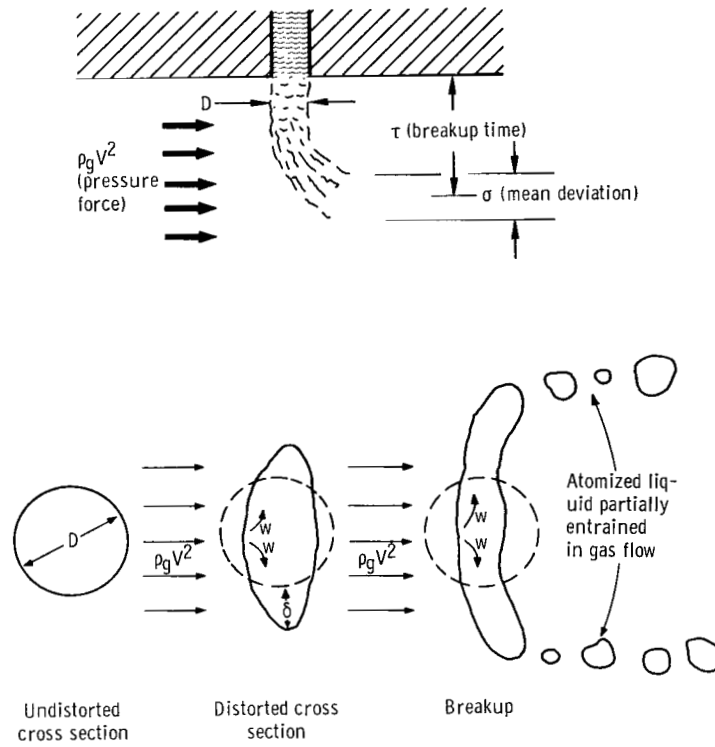 D
τ (breakup time)
ρgV²
(pressure
force)
σ (mean deviation)
D
ρgV²
w
w
δ
ρgV²
w
w
Atomized liq-
uid partially
entrained
in gas flow
Undistorted
cross section
Distorted cross
section
Breakup